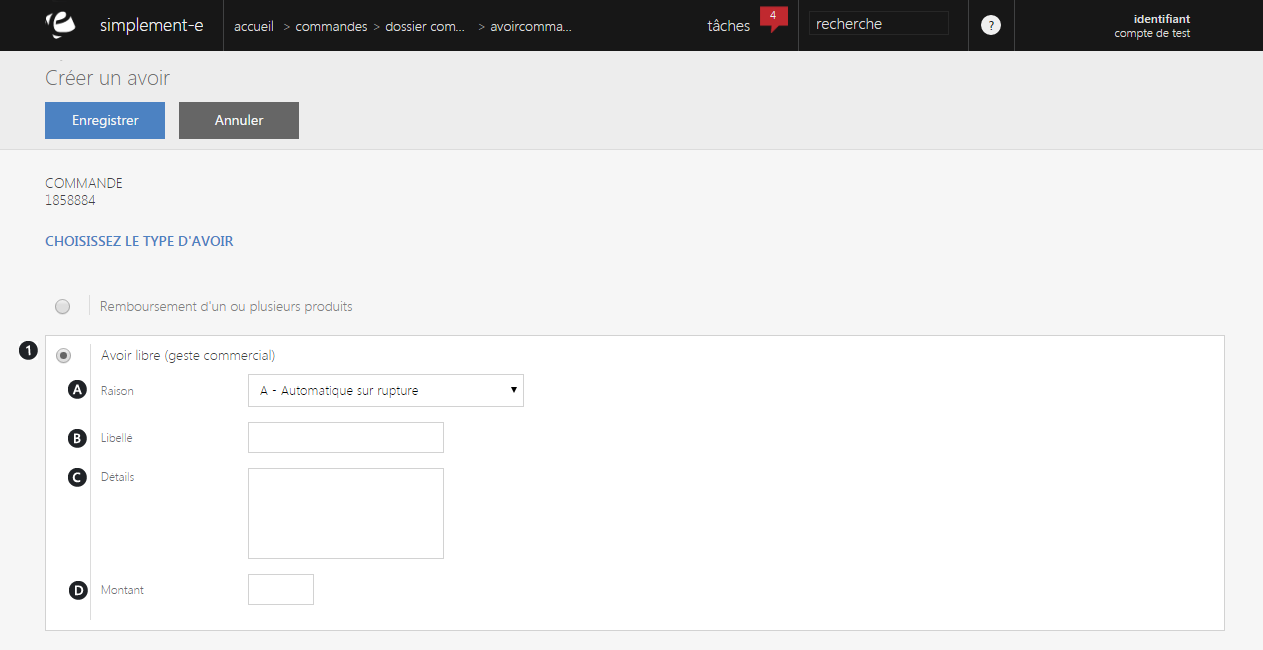 simplement-e accueil > commandes > dossier com... > avoircomma... tâches 4 recherche ? identifiant
compte de test
Créer un avoir
Enregistrer Annuler
COMMANDE
1858884
CHOISISSEZ LE TYPE D'AVOIR
Remboursement d'un ou plusieurs produits
1 Avoir libre (geste commercial)
A Raison A - Automatique sur rupture
B Libellé
C Détails
D Montant